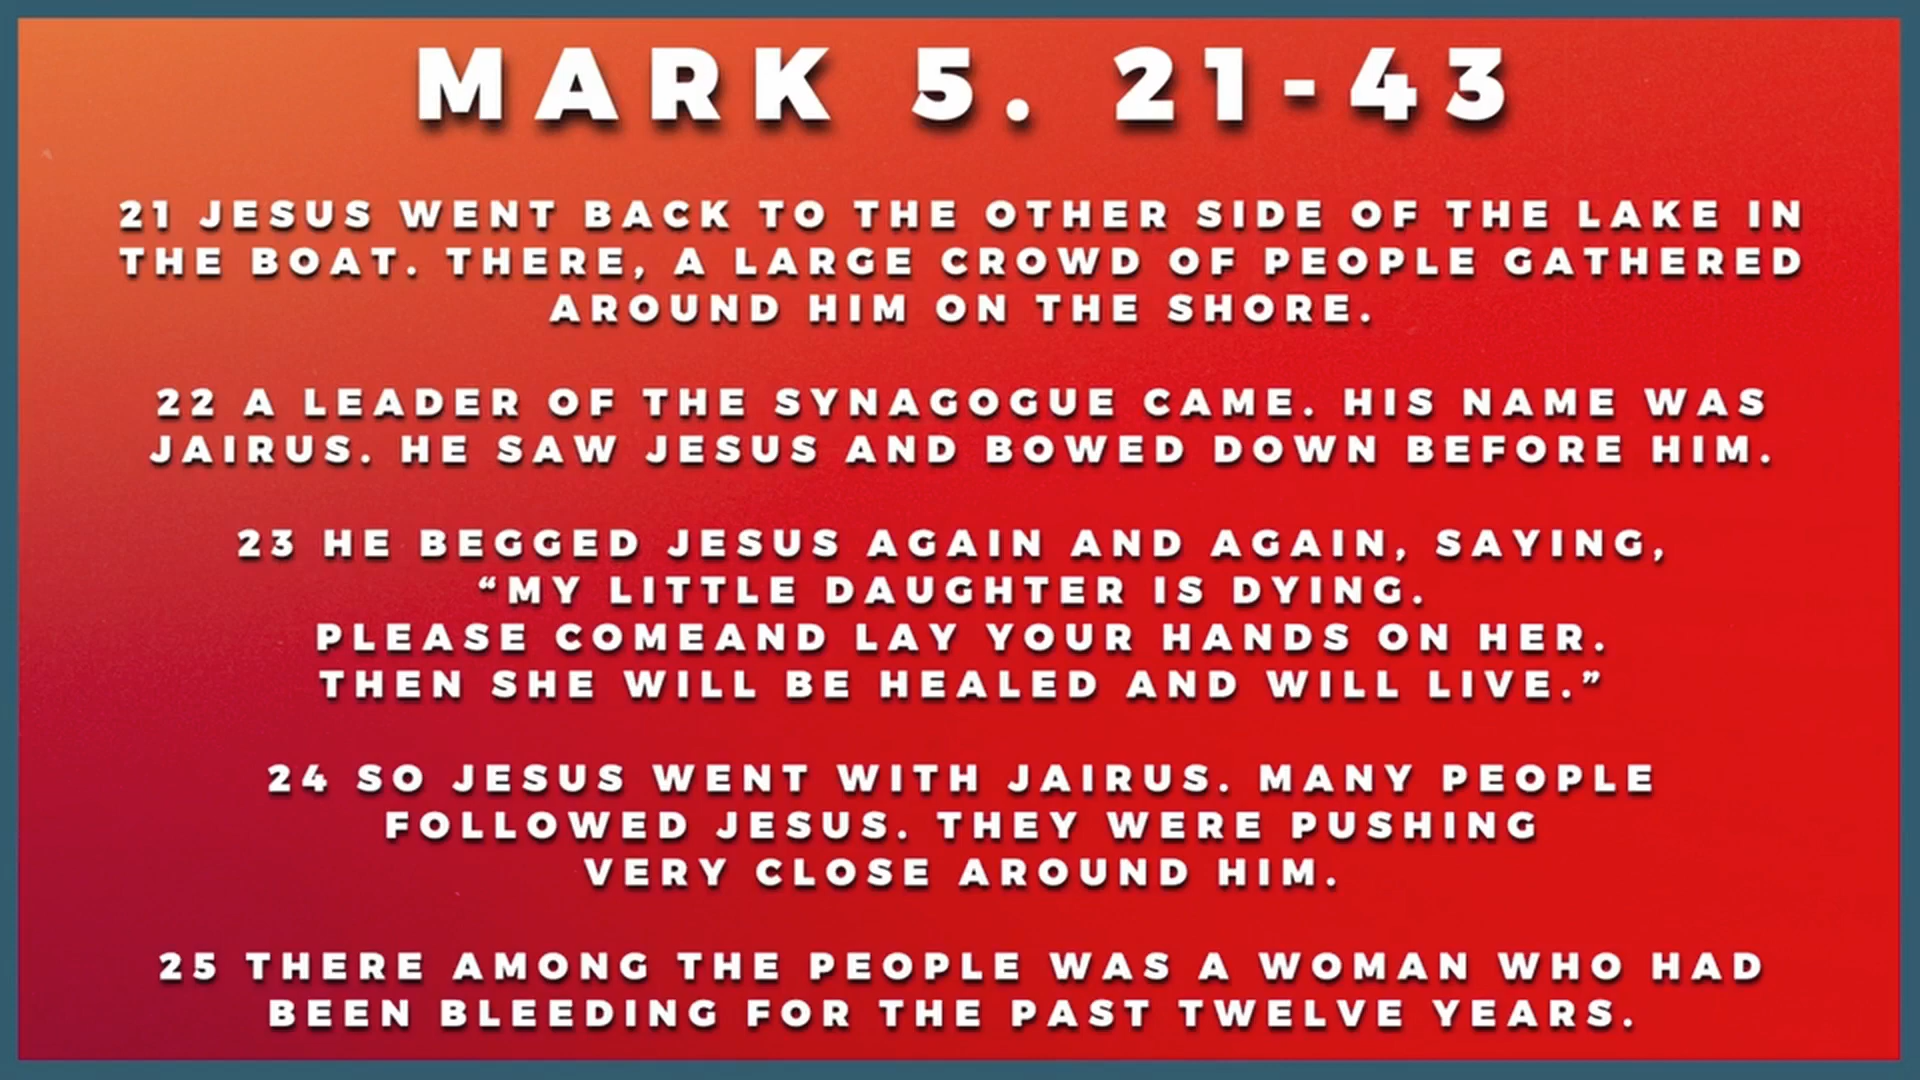 MARK 5. 21-43
21 JESUS WENT BACK TO THE OTHER SIDE OF THE LAKE IN
THE BOAT. THERE, A LARGE CROWD OF PEOPLE GATHERED
AROUND HIM ON THE SHORE.
22 A LEADER OF THE SYNAGOGUE CAME. HIS NAME WAS
JAIRUS. HE SAW JESUS AND BOWED DOWN BEFORE HIM.
23 HE BEGGED JESUS AGAIN AND AGAIN, SAYING,
“MY LITTLE DAUGHTER IS DYING.
PLEASE COMEAND LAY YOUR HANDS ON HER.
THEN SHE WILL BE HEALED AND WILL LIVE.”
24 SO JESUS WENT WITH JAIRUS. MANY PEOPLE
FOLLOWED JESUS. THEY WERE PUSHING
VERY CLOSE AROUND HIM.
25 THERE AMONG THE PEOPLE WAS A WOMAN WHO HAD
BEEN BLEEDING FOR THE PAST TWELVE YEARS.